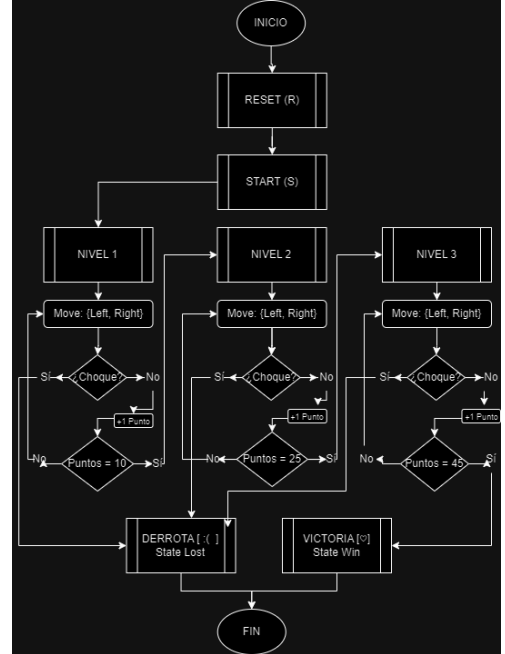 INICIO
RESET (R)
START (S)
NIVEL 1
NIVEL 2
NIVEL 3
Move: {Left, Right}
Move: {Left, Right}
Move: {Left, Right}
Sí
¿Choque?
No
Sí
¿Choque?
No
Sí
¿Choque?
No
+1 Punto
+1 Punto
+1 Punto
No
Puntos = 10
Sí
No
Puntos = 25
Sí
No
Puntos = 45
Sí
DERROTA [ :( ]
State Lost
VICTORIA [♡]
State Win
FIN